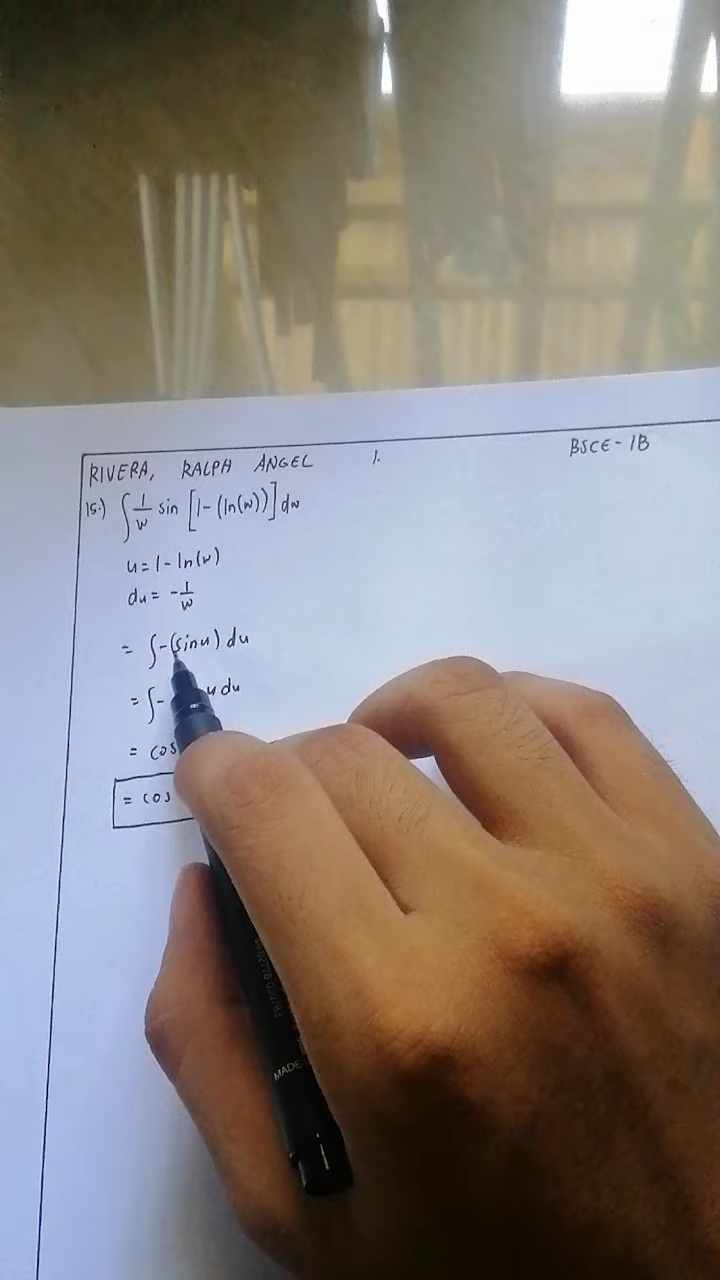 RIVERA, RALPH ANGEL 1. BSCE-1B
15.) ∫ 1/w sin [1-(ln(w))] dw
u = 1 - ln(w)
du = - 1/w
= ∫ -(sin u) du
= ∫ - u du
= cos
= cos
MADE